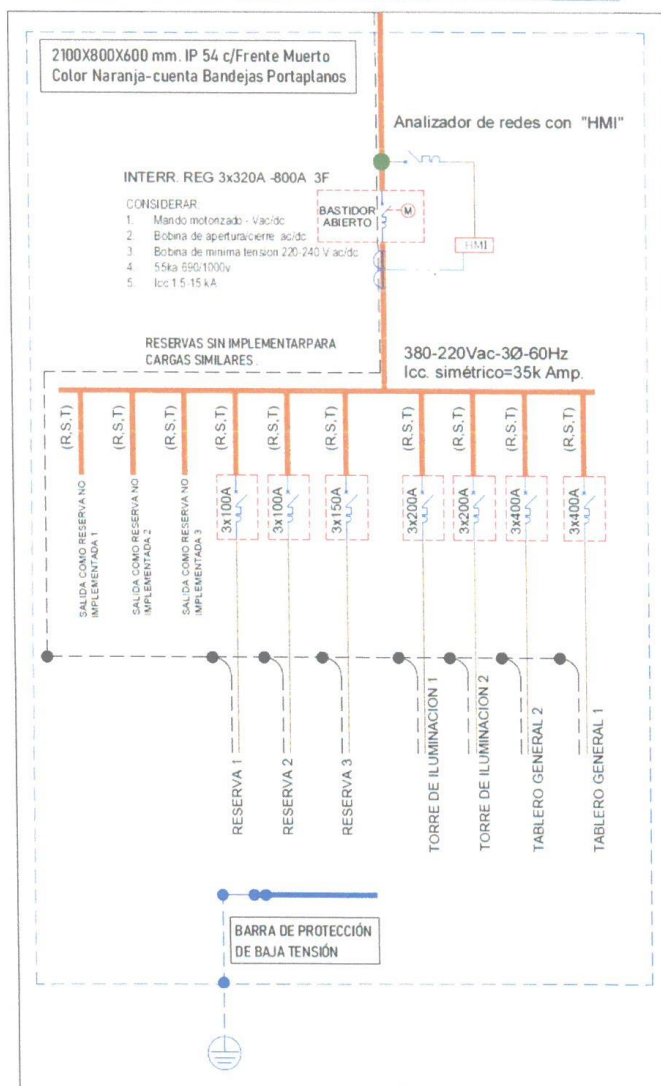 2100X800X600 mm. IP 54 c/Frente Muerto
Color Naranja-cuenta Bandejas Portaplanos
Analizador de redes con "HMI"
INTERR. REG 3x320A -800A 3F
CONSIDERAR:
1. Mando motorizado - Vac/dc
2. Bobina de apertura/cierre ac/dc
3. Bobina de minima tension 220-240 V ac/dc
4. 55ka 690/1000v
5. Icc 1.5-15 kA
BASTIDOR
ABIERTO
M
HMI
RESERVAS SIN IMPLEMENTARPARA
CARGAS SIMILARES.
380-220Vac-3Ø-60Hz
Icc. simétrico=35k Amp.
(R,S,T)
(R,S,T)
(R,S,T)
(R,S,T)
(R,S,T)
(R,S,T)
(R,S,T)
(R,S,T)
(R,S,T)
(R,S,T)
SALIDA COMO RESERVA NO
IMPLEMENTADA 1
SALIDA COMO RESERVA NO
IMPLEMENTADA 2
SALIDA COMO RESERVA NO
IMPLEMENTADA 3
3x100A
3x100A
3x150A
3x200A
3x200A
3x400A
3x400A
RESERVA 1
RESERVA 2
RESERVA 3
TORRE DE ILUMINACION 1
TORRE DE ILUMINACION 2
TABLERO GENERAL 2
TABLERO GENERAL 1
BARRA DE PROTECCIÓN
DE BAJA TENSIÓN